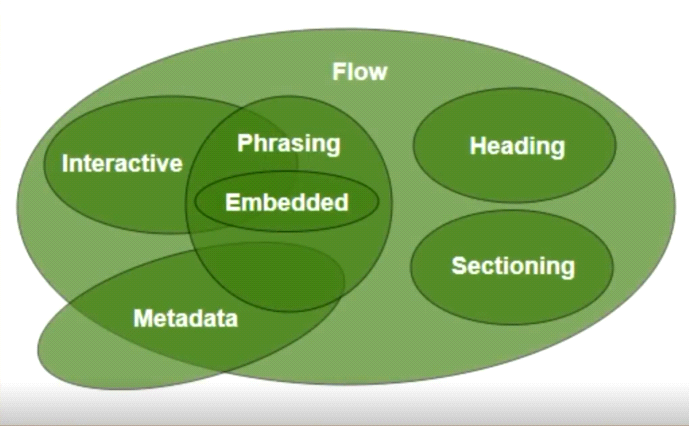 Flow
Phrasing
Heading
Interactive
Embedded
Sectioning
Metadata